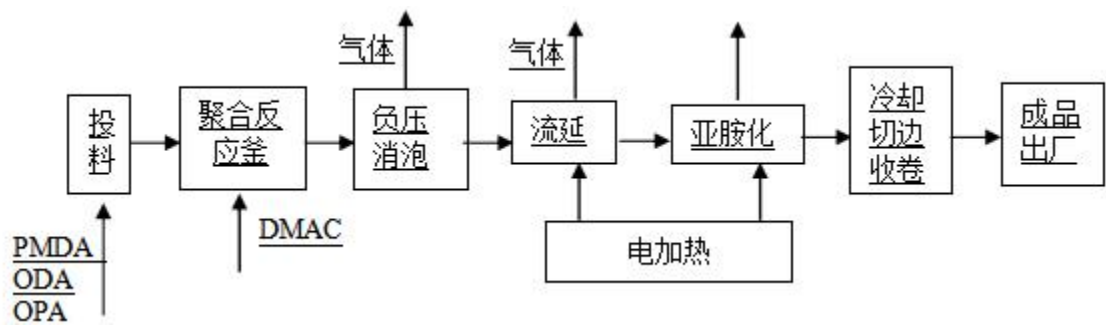 气体
气体
投
料
聚合反
应釜
负压
消泡
流延
亚胺化
冷却
切边
收卷
成品
出厂
PMDA
ODA
OPA
DMAC
电加热